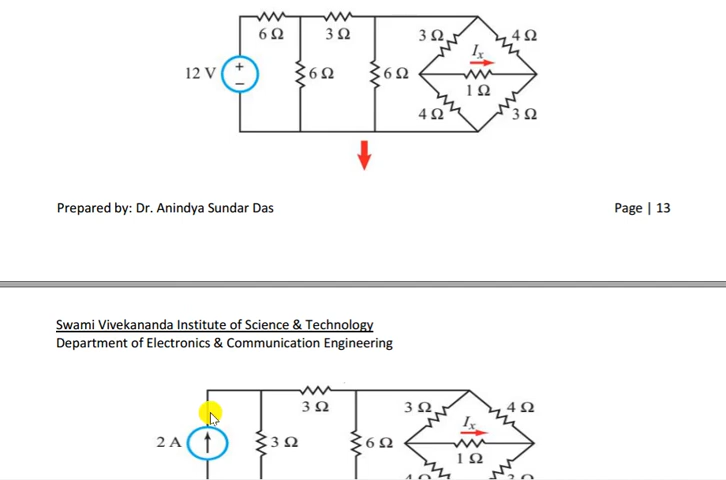 6 Ω 3 Ω 3 Ω 4 Ω
Ix
12 V + − 6 Ω 6 Ω
1 Ω
4 Ω 3 Ω
Prepared by: Dr. Anindya Sundar Das Page | 13
Swami Vivekananda Institute of Science & Technology
Department of Electronics & Communication Engineering
3 Ω 3 Ω 4 Ω
Ix
2 A 3 Ω 6 Ω
1 Ω